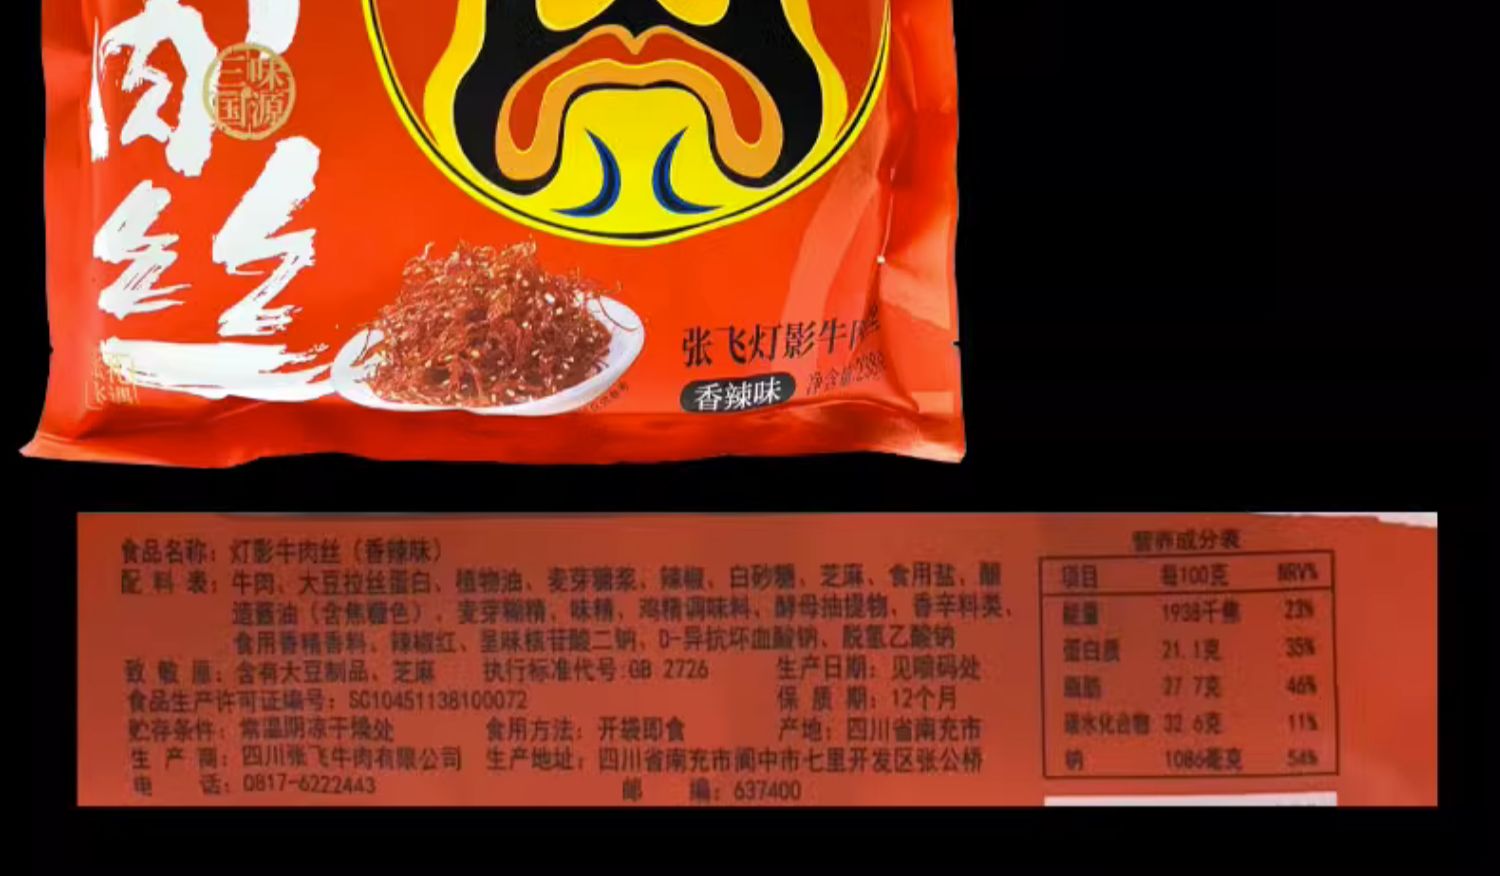 肉
丝
三国
味源
张飞灯影牛肉丝
香辣味
净含量:238g
食品名称：灯影牛肉丝（香辣味）
配 料 表：牛肉、大豆拉丝蛋白、植物油、麦芽糖浆、辣椒、白砂糖、芝麻、食用盐、酿
造酱油（含焦糖色）、麦芽糊精、味精、鸡精调味料、酵母抽提物、香辛料类、
食用香精香料、辣椒红、呈味核苷酸二钠、D-异抗坏血酸钠、脱氢乙酸钠
致 敏 原：含有大豆制品、芝麻 执行标准代号:GB 2726 生产日期：见喷码处
食品生产许可证编号：SC10451138100072 保 质 期：12个月
贮存条件：常温阴凉干燥处 食用方法：开袋即食 产地：四川省南充市
生 产 商：四川张飞牛肉有限公司 生产地址：四川省南充市阆中市七里开发区张公桥
电 话：0817-6222443 邮 编：637400
营养成分表
项目 每100克 NRV%
能量 1938千焦 23%
蛋白质 21.1克 35%
脂肪 27.7克 46%
碳水化合物 32.6克 11%
钠 1086毫克 54%